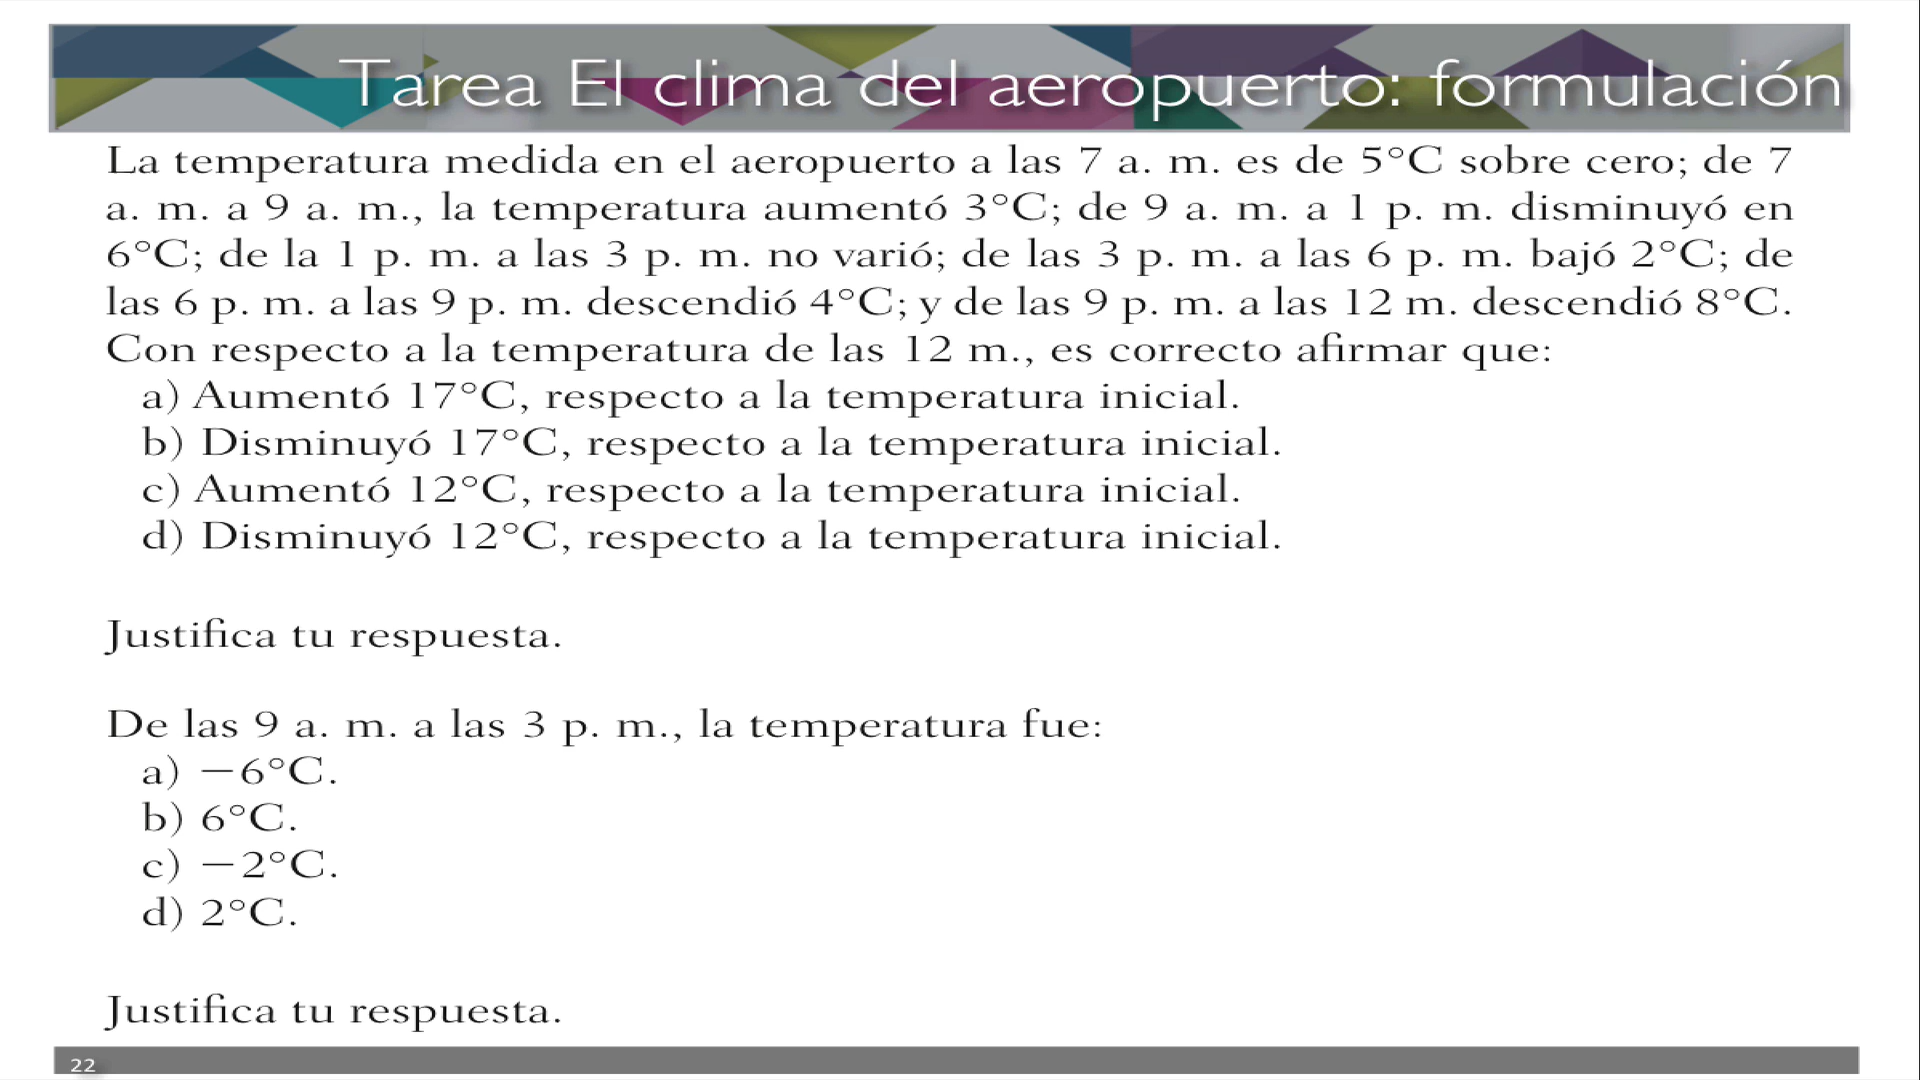 Tarea El clima del aeropuerto: formulación
La temperatura medida en el aeropuerto a las 7 a. m. es de 5°C sobre cero; de 7
a. m. a 9 a. m., la temperatura aumentó 3°C; de 9 a. m. a 1 p. m. disminuyó en
6°C; de la 1 p. m. a las 3 p. m. no varió; de las 3 p. m. a las 6 p. m. bajó 2°C; de
las 6 p. m. a las 9 p. m. descendió 4°C; y de las 9 p. m. a las 12 m. descendió 8°C.
Con respecto a la temperatura de las 12 m., es correcto afirmar que:
a) Aumentó 17°C, respecto a la temperatura inicial.
b) Disminuyó 17°C, respecto a la temperatura inicial.
c) Aumentó 12°C, respecto a la temperatura inicial.
d) Disminuyó 12°C, respecto a la temperatura inicial.
Justifica tu respuesta.
De las 9 a. m. a las 3 p. m., la temperatura fue:
a) −6°C.
b) 6°C.
c) −2°C.
d) 2°C.
Justifica tu respuesta.
22